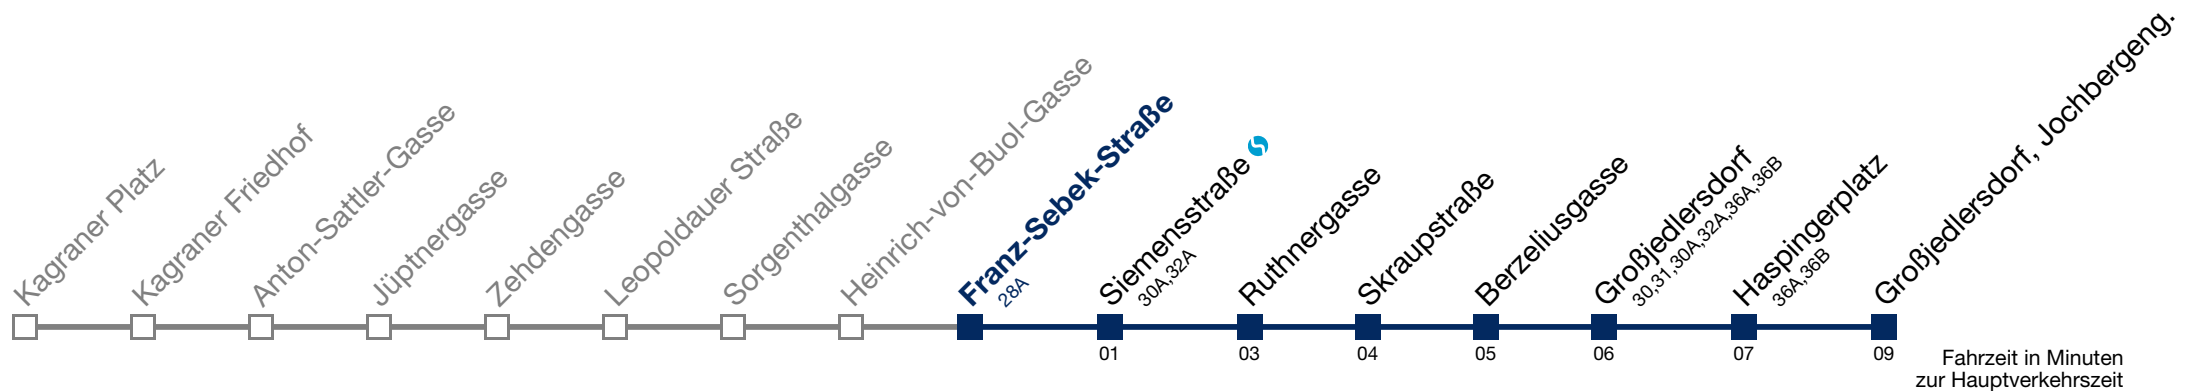 Kagraner Platz
Kagraner Friedhof
Anton-Sattler-Gasse
Jüptnergasse
Zehdengasse
Leopoldauer Straße
Sorgenthalgasse
Heinrich-von-Buol-Gasse
Franz-Sebek-Straße
28A
Siemensstraße
30A,32A
Ruthnergasse
Skraupstraße
Berzeliusgasse
Großjedlersdorf
30,31,30A,32A,36A,36B
Haspingerplatz
36A,36B
Großjedlersdorf, Jochbergeng.
01
03
04
05
06
07
09
Fahrzeit in Minuten
zur Hauptverkehrszeit